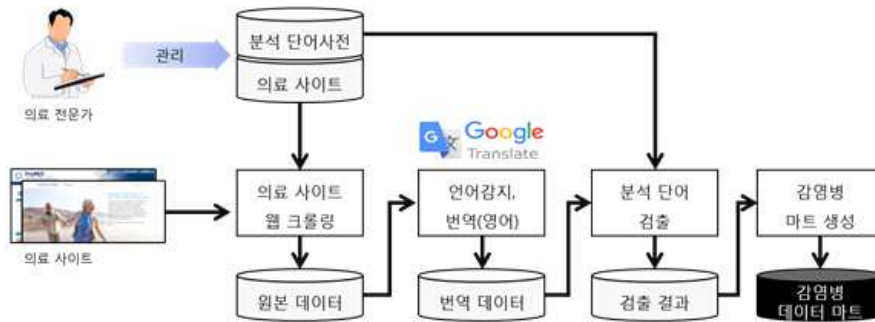 분석 단어사전
관리
의료 사이트
의료 전문가
Google
Translate
의료 사이트
웹 크롤링
언어감지,
번역(영어)
분석 단어
검출
감염병
마트 생성
의료 사이트
원본 데이터
번역 데이터
검출 결과
감염병
데이터 마트